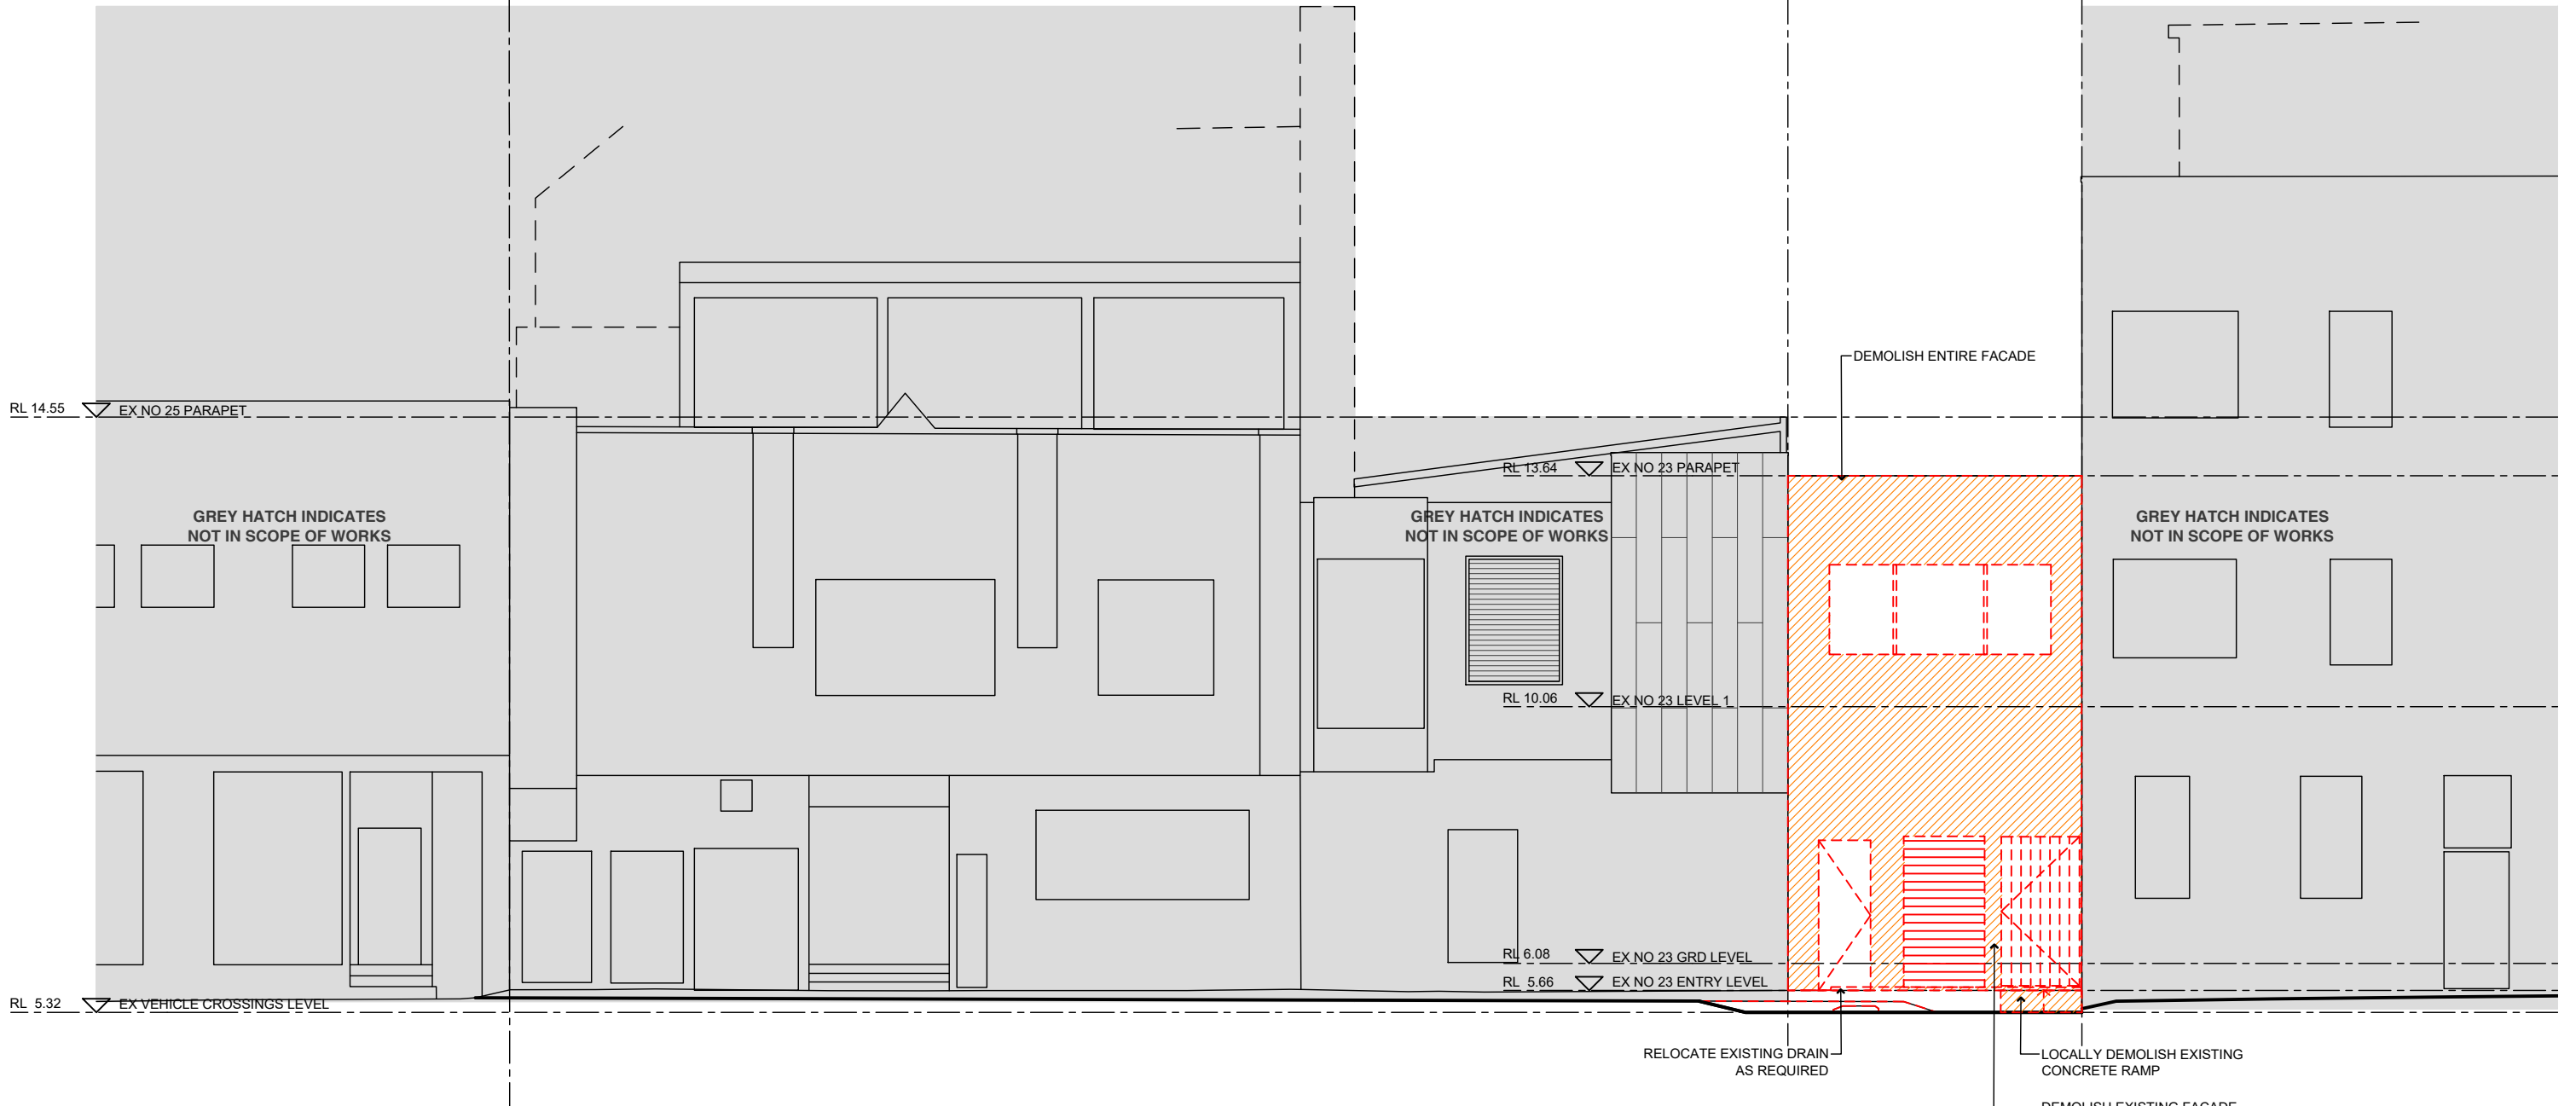 DEMOLISH ENTIRE FACADE
RL 14.55 EX NO 25 PARAPET
RL 13.64 EX NO 23 PARAPET
GREY HATCH INDICATES
NOT IN SCOPE OF WORKS
GREY HATCH INDICATES
NOT IN SCOPE OF WORKS
GREY HATCH INDICATES
NOT IN SCOPE OF WORKS
RL 10.06 EX NO 23 LEVEL 1
RL 6.08 EX NO 23 GRD LEVEL
RL 5.66 EX NO 23 ENTRY LEVEL
RL 5.32 EX VEHICLE CROSSINGS LEVEL
RELOCATE EXISTING DRAIN
AS REQUIRED
LOCALLY DEMOLISH EXISTING
CONCRETE RAMP
DEMOLISH EXISTING FACADE